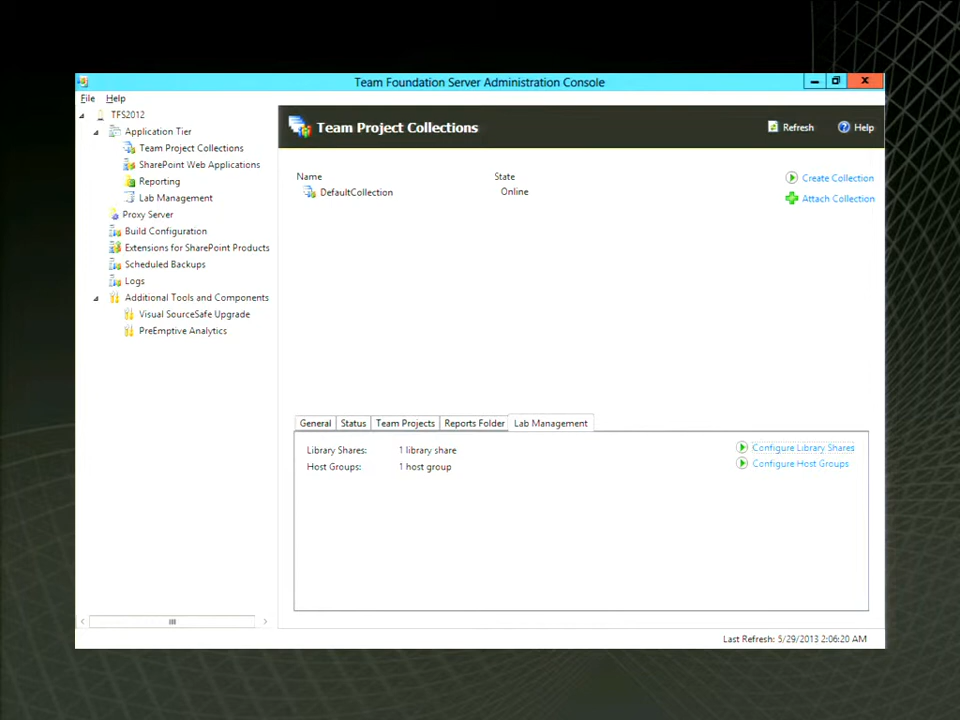 Team Foundation Server Administration Console
File Help
TFS2012
Application Tier
Team Project Collections
SharePoint Web Applications
Reporting
Lab Management
Proxy Server
Build Configuration
Extensions for SharePoint Products
Scheduled Backups
Logs
Additional Tools and Components
Visual SourceSafe Upgrade
PreEmptive Analytics
Team Project Collections
Refresh Help
Name State
DefaultCollection Online
Create Collection
Attach Collection
General Status Team Projects Reports Folder Lab Management
Library Shares: 1 library share
Host Groups: 1 host group
Configure Library Shares
Configure Host Groups
Last Refresh: 5/29/2013 2:06:20 AM